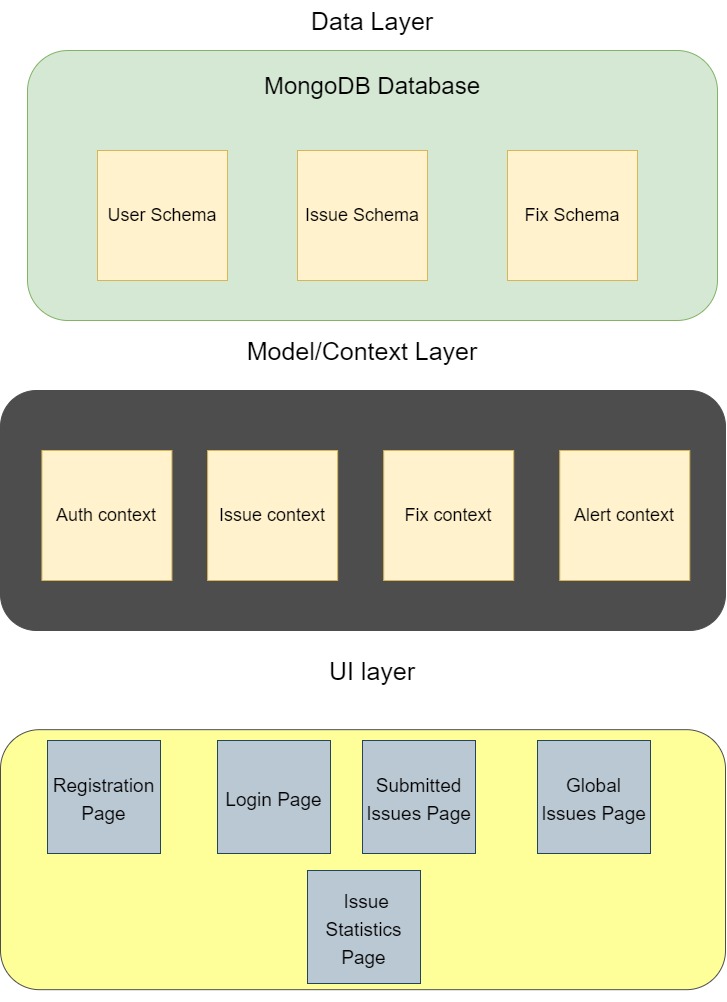 Data Layer
MongoDB Database
User Schema
Issue Schema
Fix Schema
Model/Context Layer
Auth context
Issue context
Fix context
Alert context
UI layer
Registration
Page
Login Page
Submitted
Issues Page
Global
Issues Page
Issue
Statistics
Page